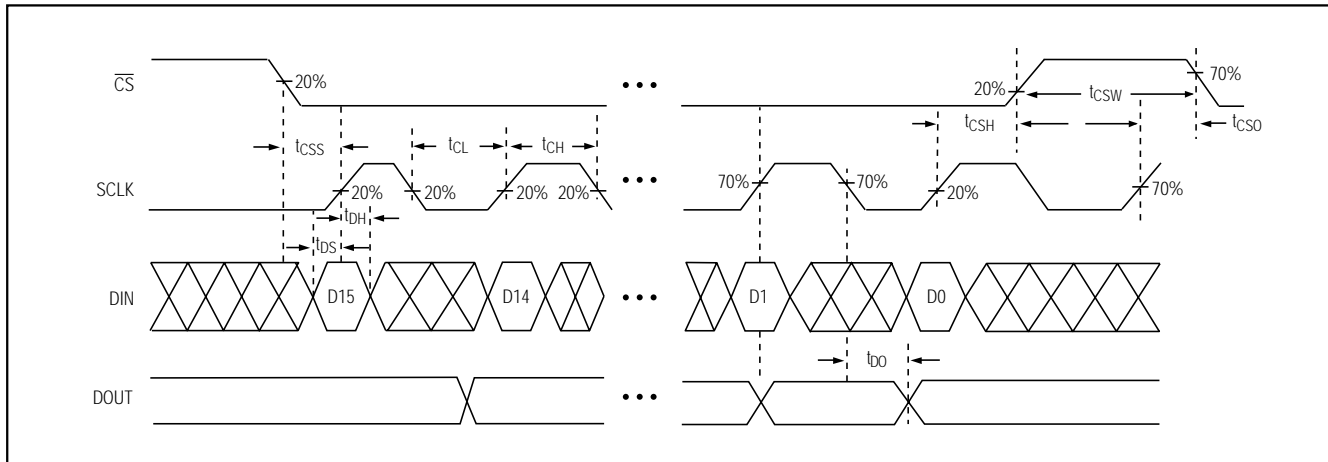 CS
20%
• • •
20%
70%
tCSW
tCSS
tCL
tCH
tCSH
tCSO
SCLK
20%
20%
20%
20%
• • •
70%
70%
20%
70%
tDH
tDS
DIN
D15
D14
• • •
D1
D0
tDO
DOUT
• • •